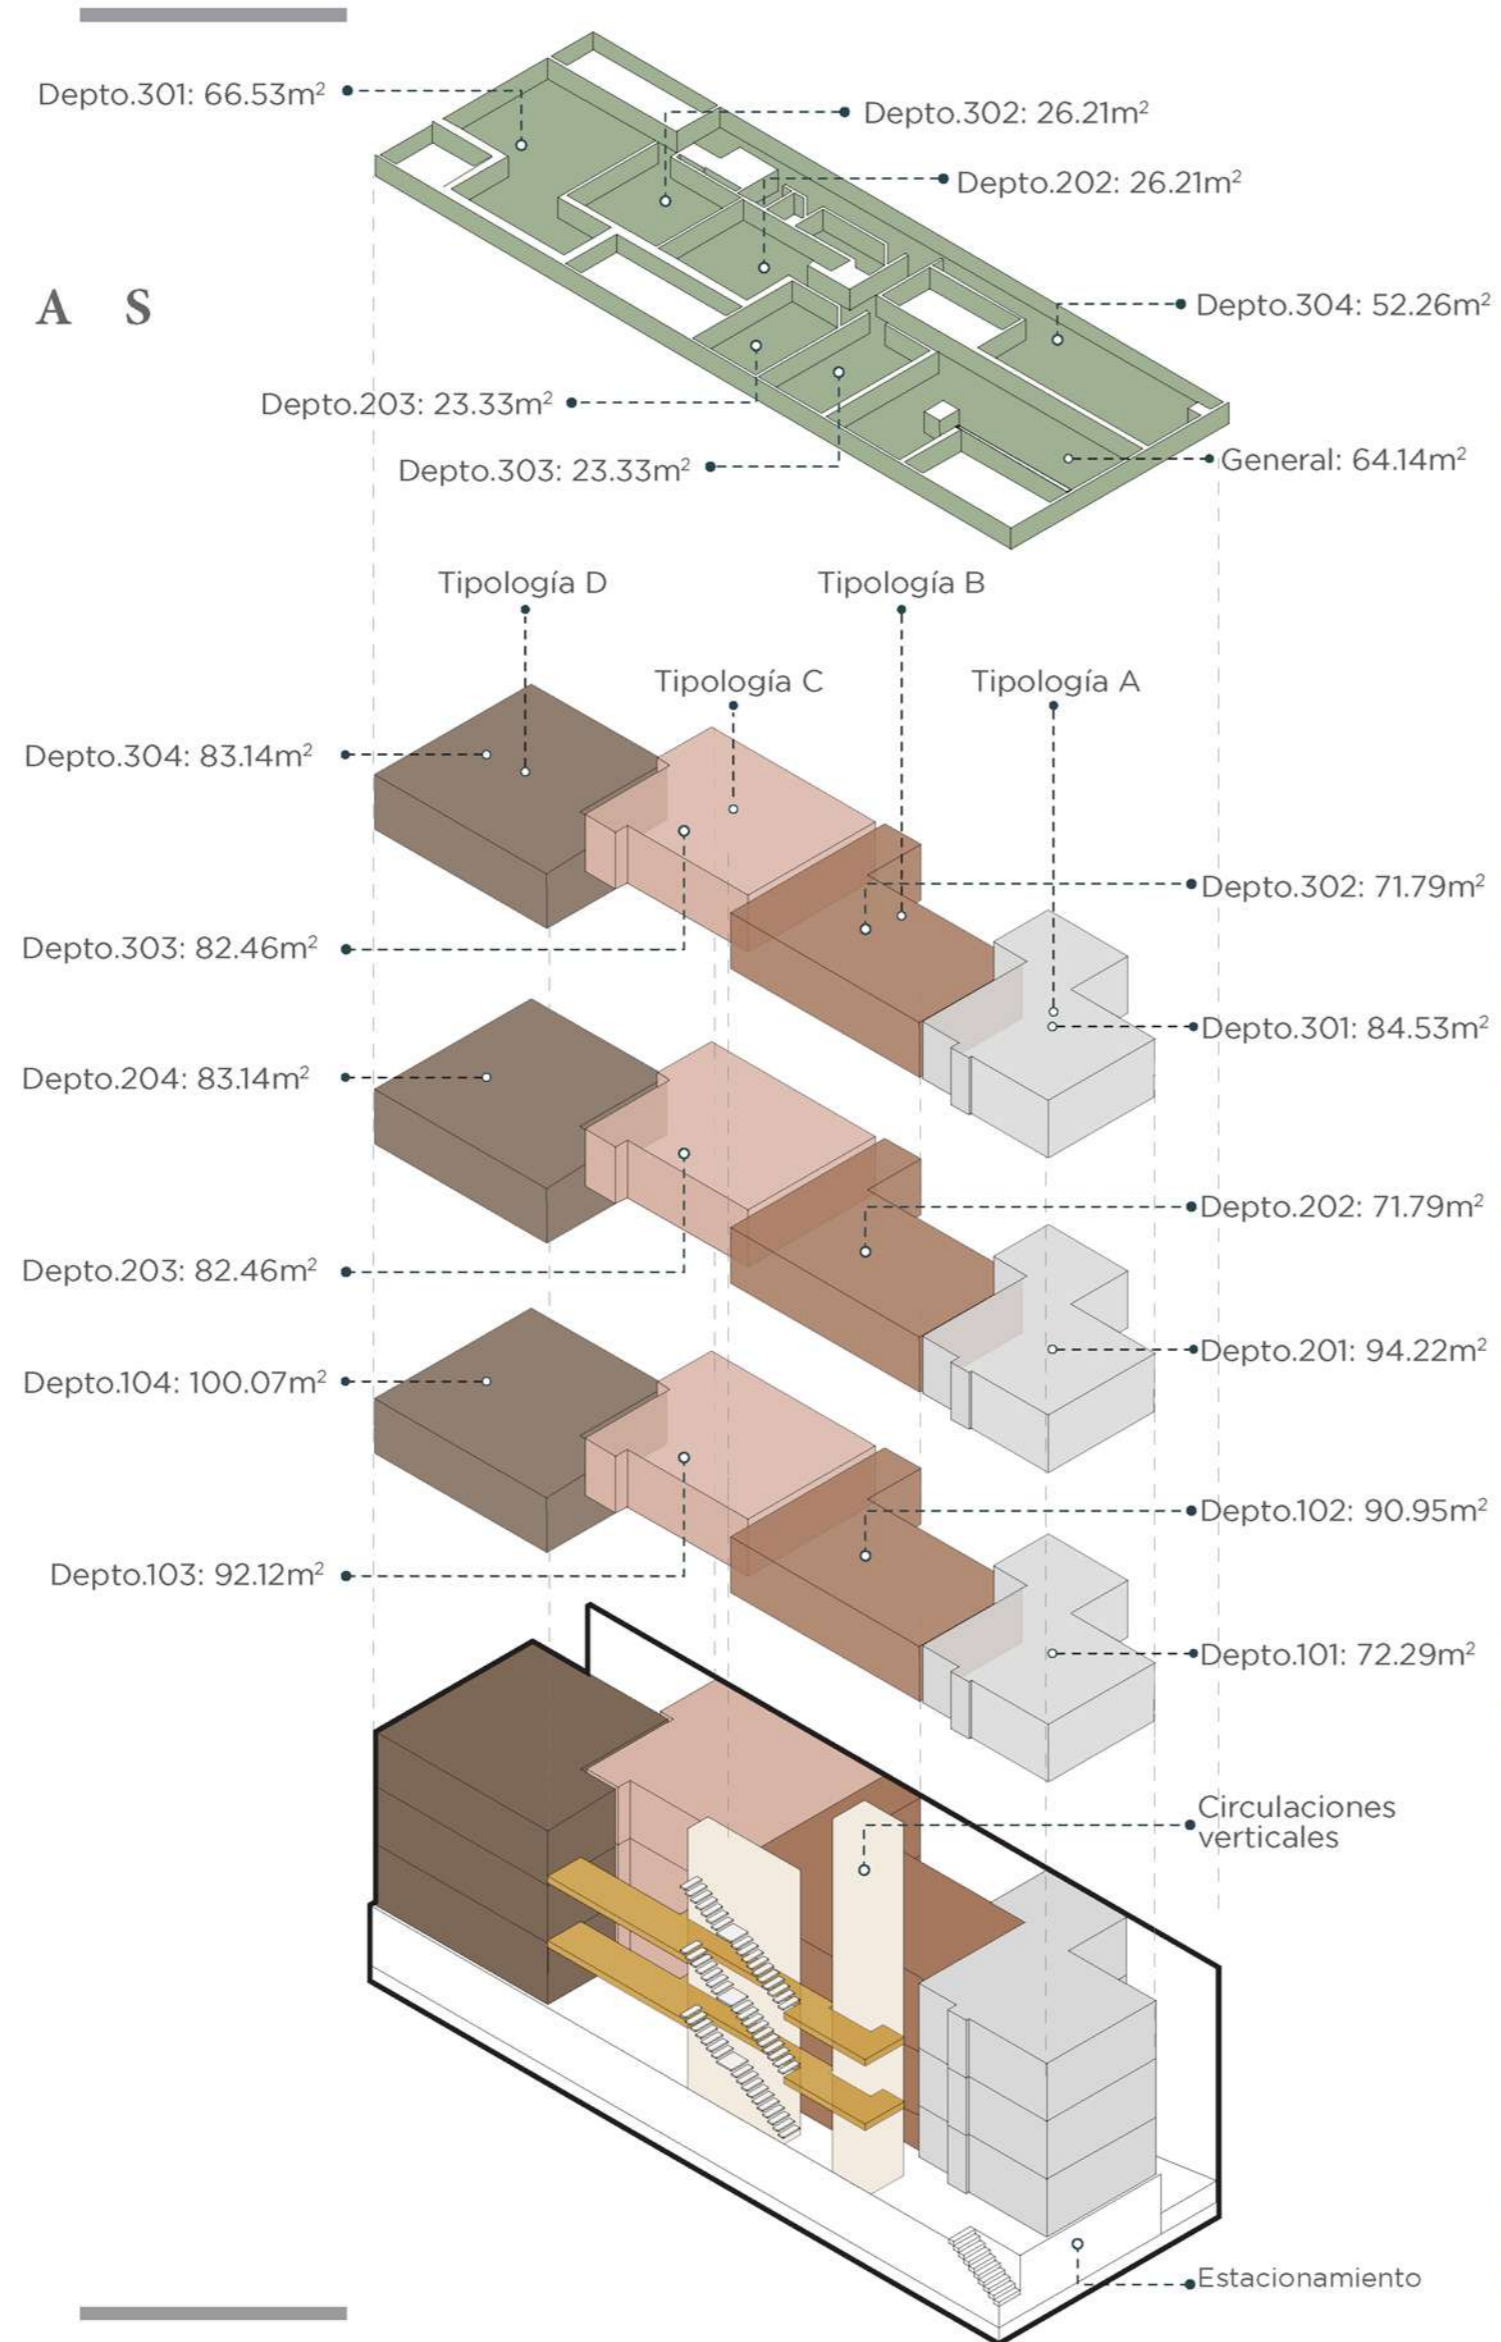 Depto.301: 66.53m²
Depto.302: 26.21m²
Depto.202: 26.21m²
A S
Depto.304: 52.26m²
Depto.203: 23.33m²
Depto.303: 23.33m²
General: 64.14m²
Tipología D
Tipología B
Tipología C
Tipología A
Depto.304: 83.14m²
Depto.302: 71.79m²
Depto.303: 82.46m²
Depto.301: 84.53m²
Depto.204: 83.14m²
Depto.202: 71.79m²
Depto.203: 82.46m²
Depto.201: 94.22m²
Depto.104: 100.07m²
Depto.102: 90.95m²
Depto.103: 92.12m²
Depto.101: 72.29m²
Circulaciones
verticales
Estacionamiento